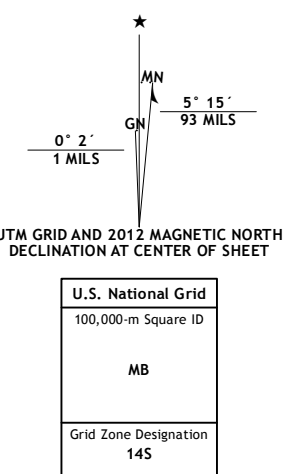 ★
MN
5° 15´
93 MILS
GN
0° 2´
1 MILS
UTM GRID AND 2012 MAGNETIC NORTH
DECLINATION AT CENTER OF SHEET
U.S. National Grid
100,000-m Square ID
MB
Grid Zone Designation
14S